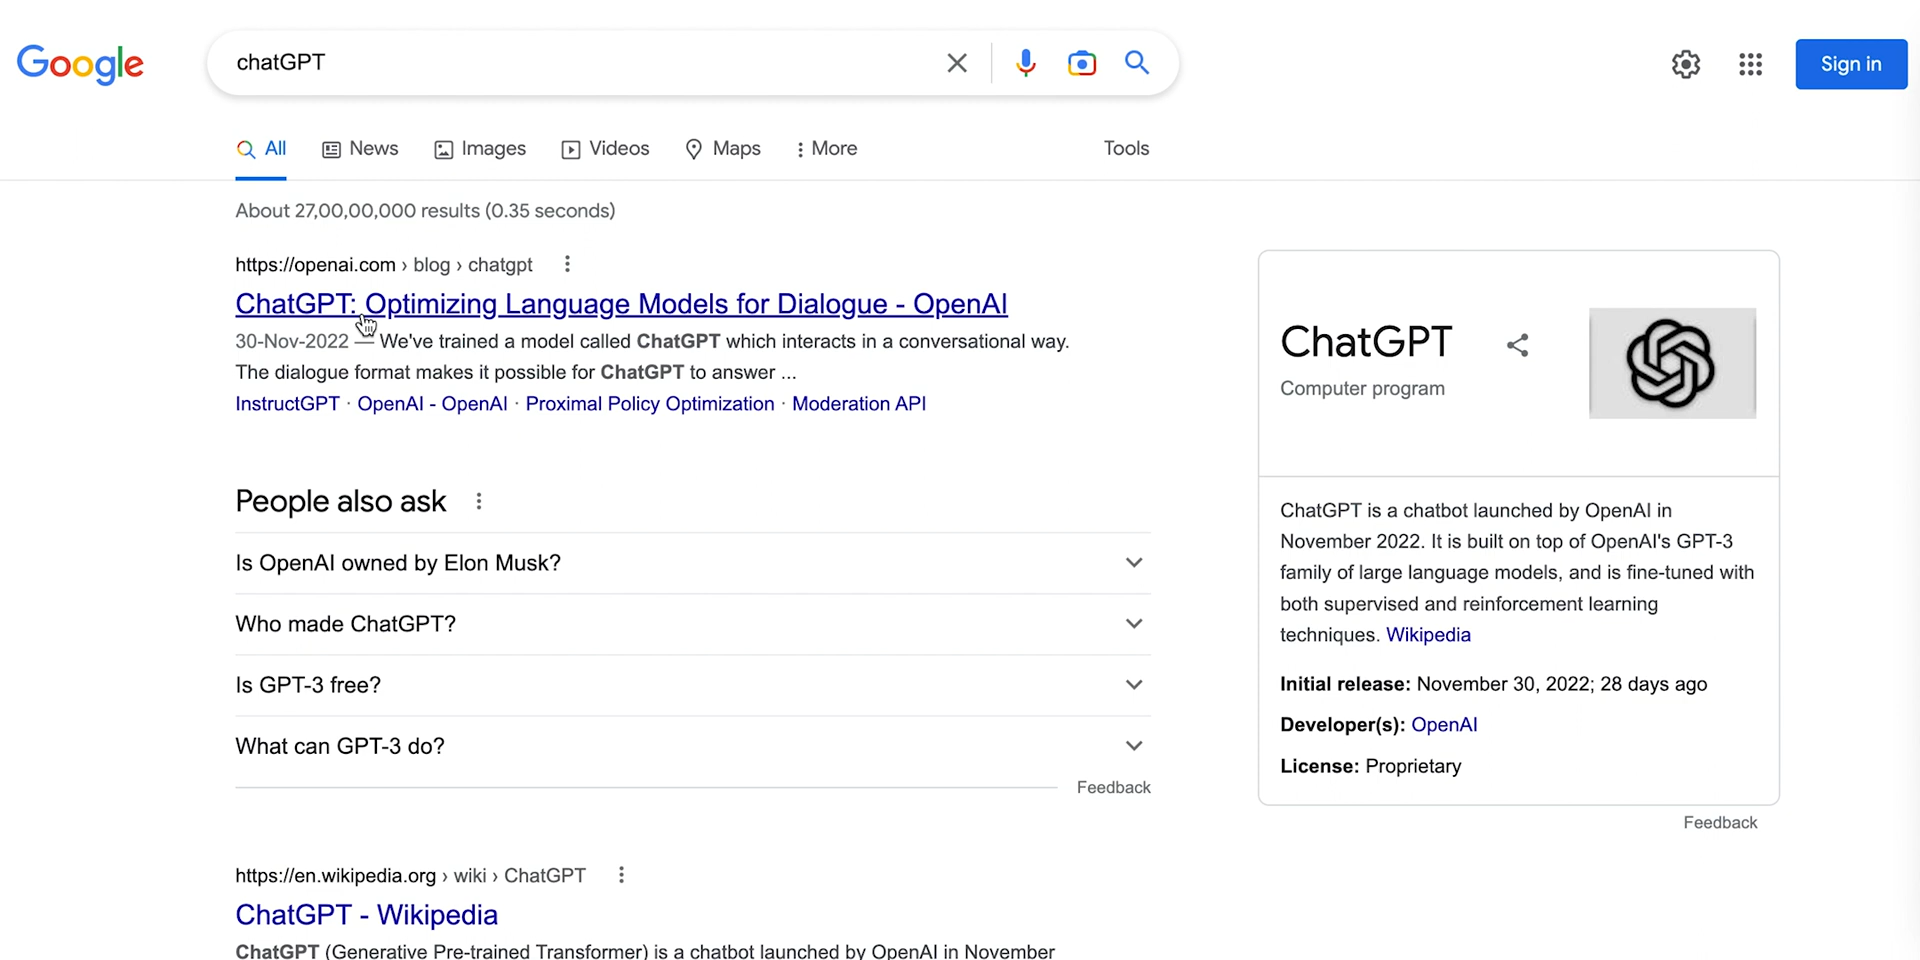 Google
chatGPT
Sign in
All
News
Images
Videos
Maps
More
Tools
About 27,00,00,000 results (0.35 seconds)
https://openai.com › blog › chatgpt
ChatGPT: Optimizing Language Models for Dialogue - OpenAI
30-Nov-2022 — We've trained a model called ChatGPT which interacts in a conversational way.
The dialogue format makes it possible for ChatGPT to answer ...
InstructGPT · OpenAI - OpenAI · Proximal Policy Optimization · Moderation API
People also ask
Is OpenAI owned by Elon Musk?
Who made ChatGPT?
Is GPT-3 free?
What can GPT-3 do?
Feedback
https://en.wikipedia.org › wiki › ChatGPT
ChatGPT - Wikipedia
ChatGPT (Generative Pre-trained Transformer) is a chatbot launched by OpenAI in November
ChatGPT
Computer program
ChatGPT is a chatbot launched by OpenAI in
November 2022. It is built on top of OpenAI's GPT-3
family of large language models, and is fine-tuned with
both supervised and reinforcement learning
techniques. Wikipedia
Initial release: November 30, 2022; 28 days ago
Developer(s): OpenAI
License: Proprietary
Feedback